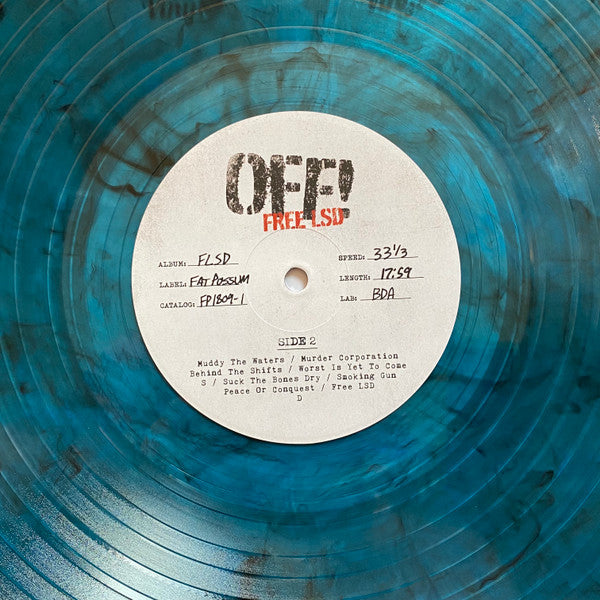 OFF!
FREE LSD
ALBUM: FLSD
LABEL: FAT POSSUM
CATALOG: FP1809-1
SPEED: 33 1/3
LENGTH: 17:59
LAB: BDA
SIDE 2
Muddy The Waters / Murder Corporation
Behind The Shifts / Worst Is Yet To Come
S / Suck The Bones Dry / Smoking Gun
Peace Or Conquest / Free LSD
D